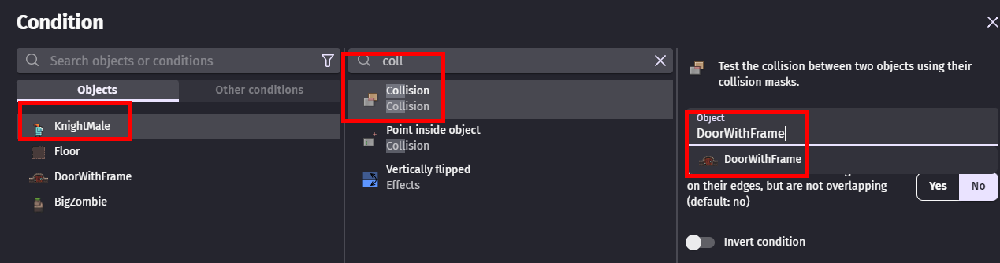 Condition
Search objects or conditions
Objects
Other conditions
KnightMale
Floor
DoorWithFrame
BigZombie
coll
Collision
Collision
Point inside object
Collision
Vertically flipped
Effects
Test the collision between two objects using their
collision masks.
Object
DoorWithFrame
DoorWithFrame
on their edges, but are not overlapping
(default: no)
Yes
No
Invert condition